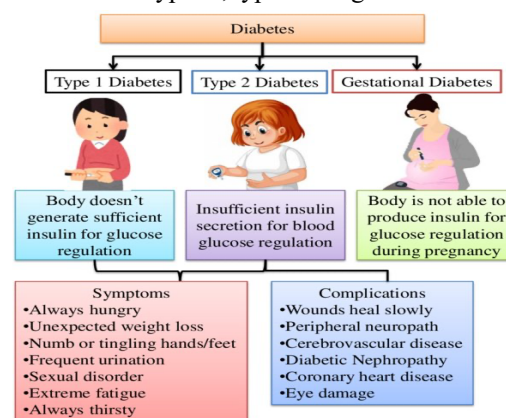 Diabetes
Type 1 Diabetes
Type 2 Diabetes
Gestational Diabetes
Body doesn't
generate sufficient
insulin for glucose
regulation
Insufficient insulin
secretion for blood
glucose regulation
Body is not able to
produce insulin for
glucose regulation
during pregnancy
Symptoms
•Always hungry
•Unexpected weight loss
•Numb or tingling hands/feet
•Frequent urination
•Sexual disorder
•Extreme fatigue
•Always thirsty
Complications
•Wounds heal slowly
•Peripheral neuropath
•Cerebrovascular disease
•Diabetic Nephropathy
•Coronary heart disease
•Eye damage